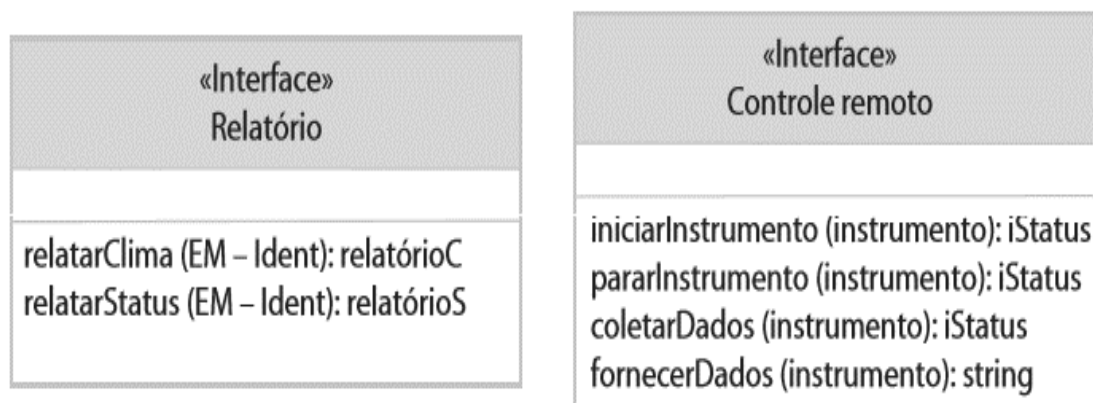 «Interface»
Relatório
relatarClima (EM – Ident): relatórioC
relatarStatus (EM – Ident): relatórioS
«Interface»
Controle remoto
iniciarInstrumento (instrumento): iStatus
pararInstrumento (instrumento): iStatus
coletarDados (instrumento): iStatus
fornecerDados (instrumento): string